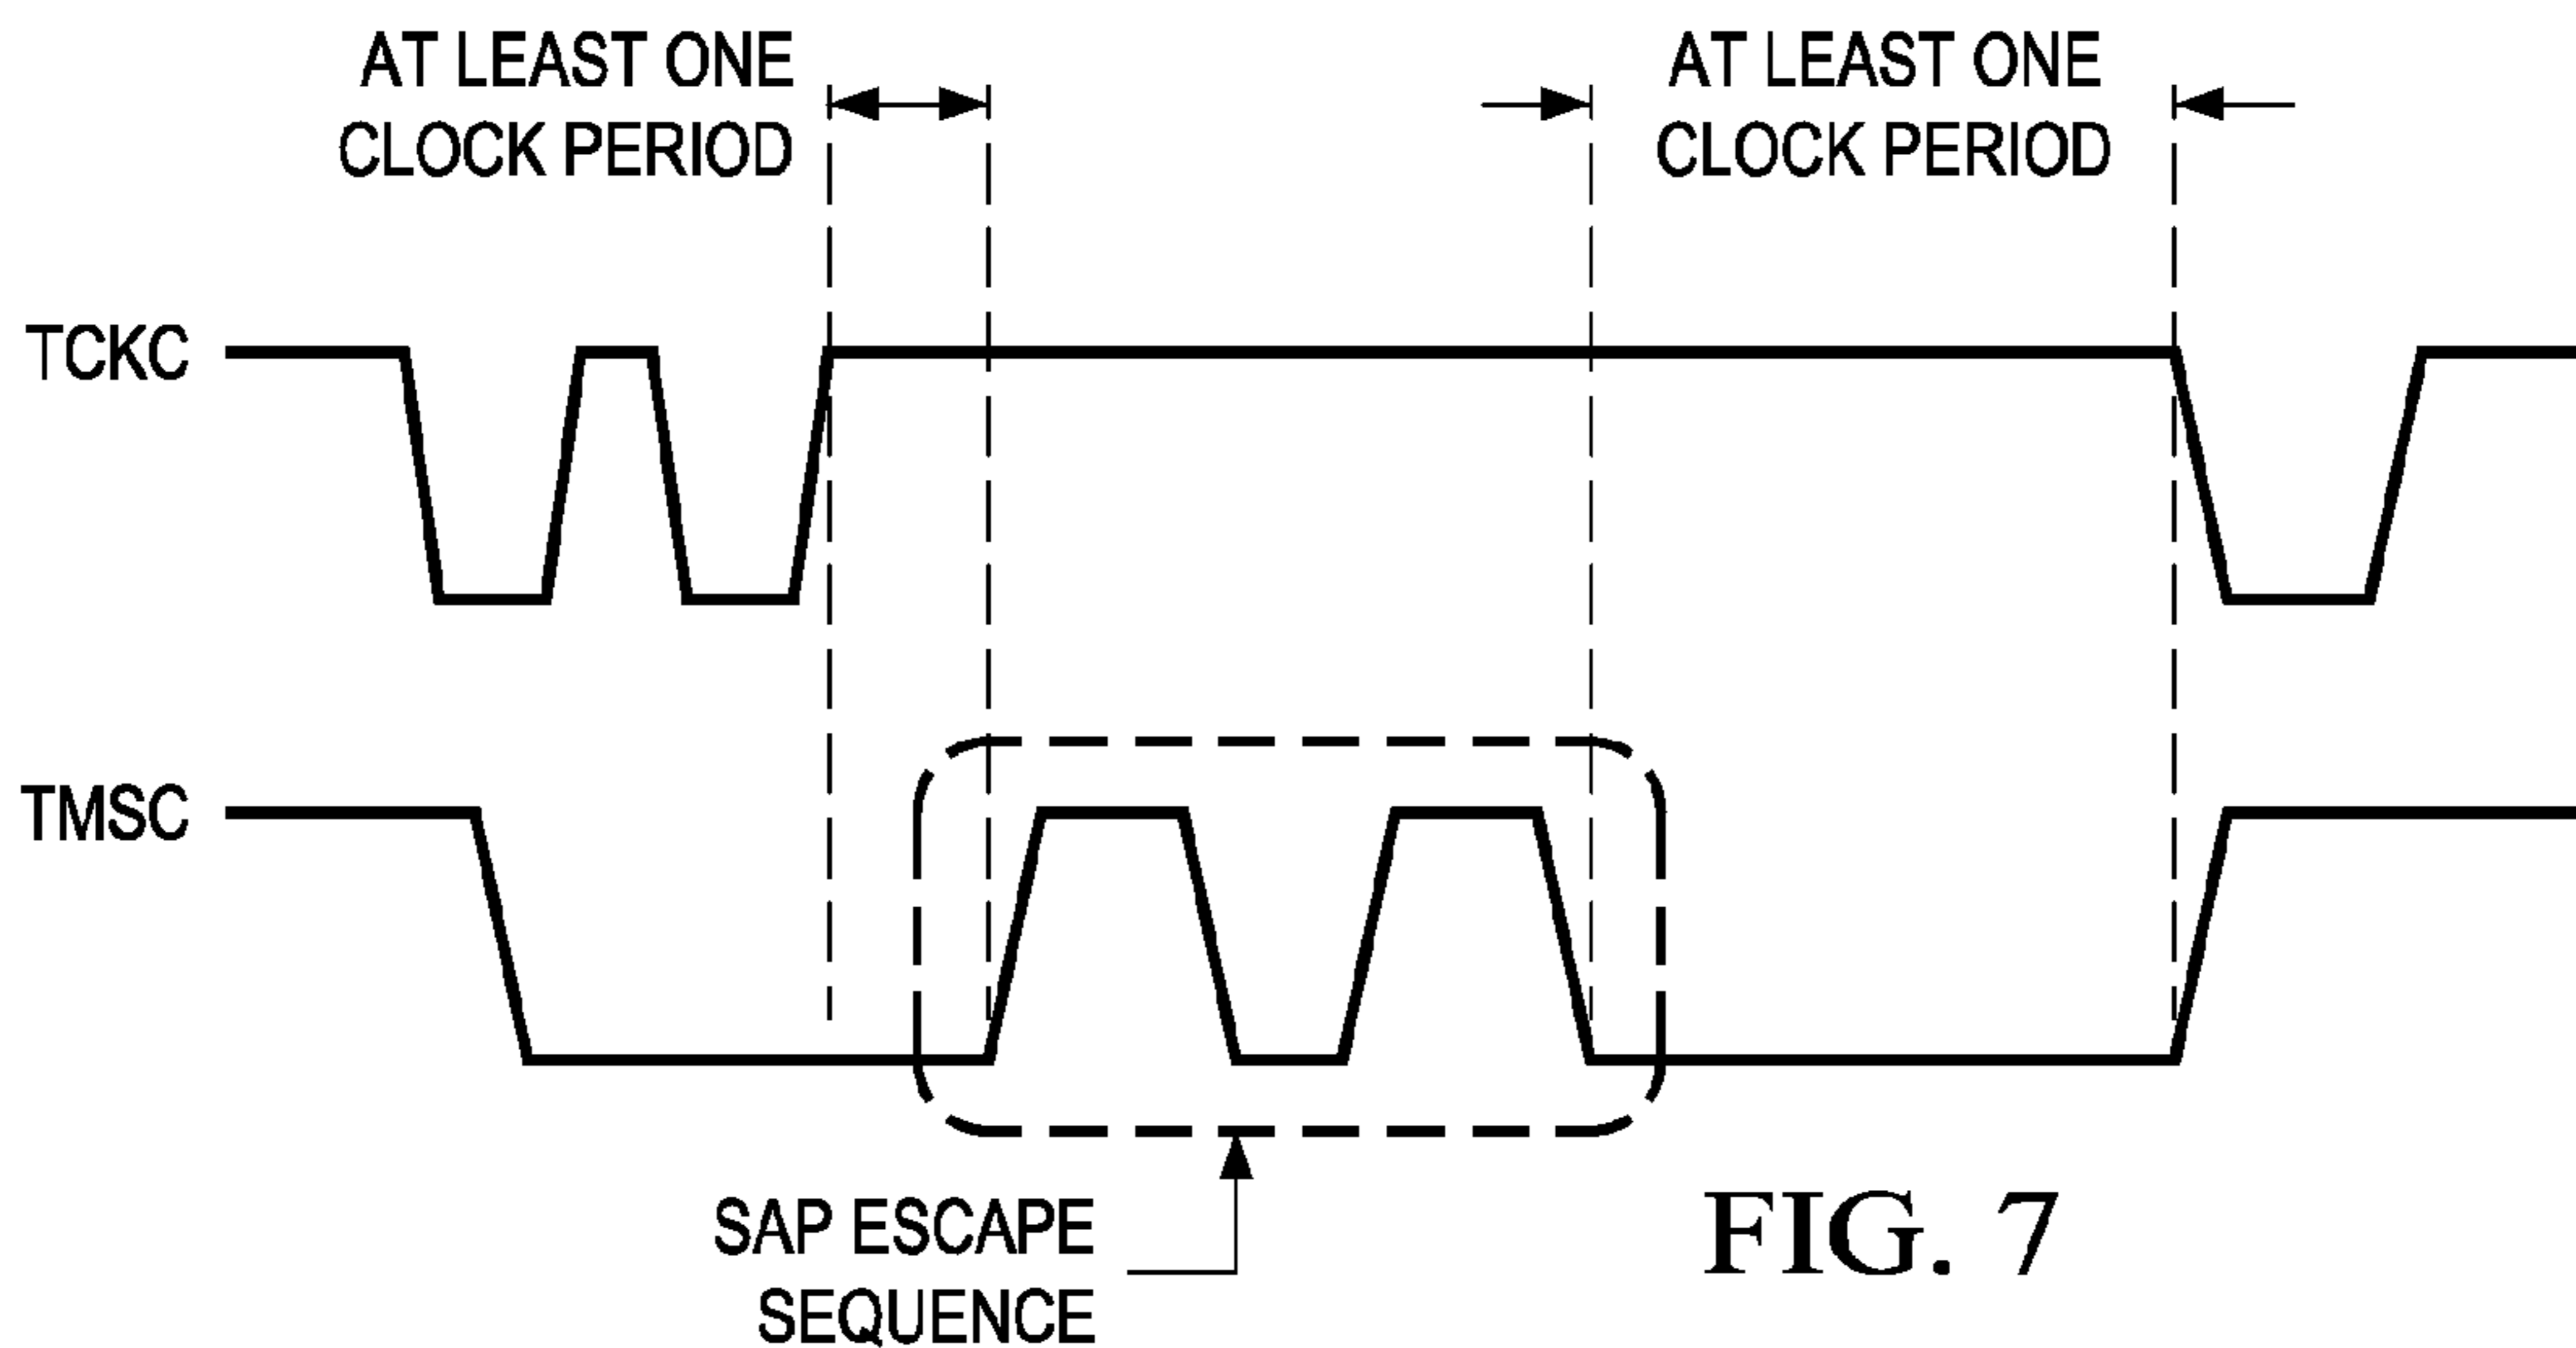 AT LEAST ONE
CLOCK PERIOD
AT LEAST ONE
CLOCK PERIOD
TCKC
TMSC
SAP ESCAPE
SEQUENCE
FIG. 7